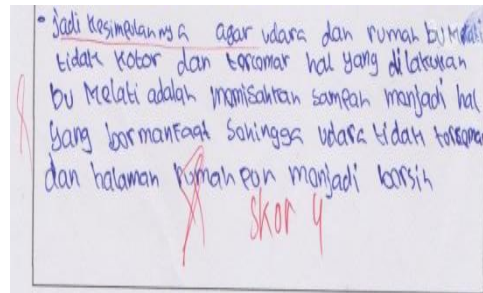 • Jadi kesimpulannya agar udara dan rumah bu Melati
tidak kotor dan tercemar hal yang dilakukan
bu Melati adalah memisahkan sampah menjadi hal
yang bermanfaat sehingga udara tidak tercemar
dan halaman rumah pun menjadi bersih
skor 4